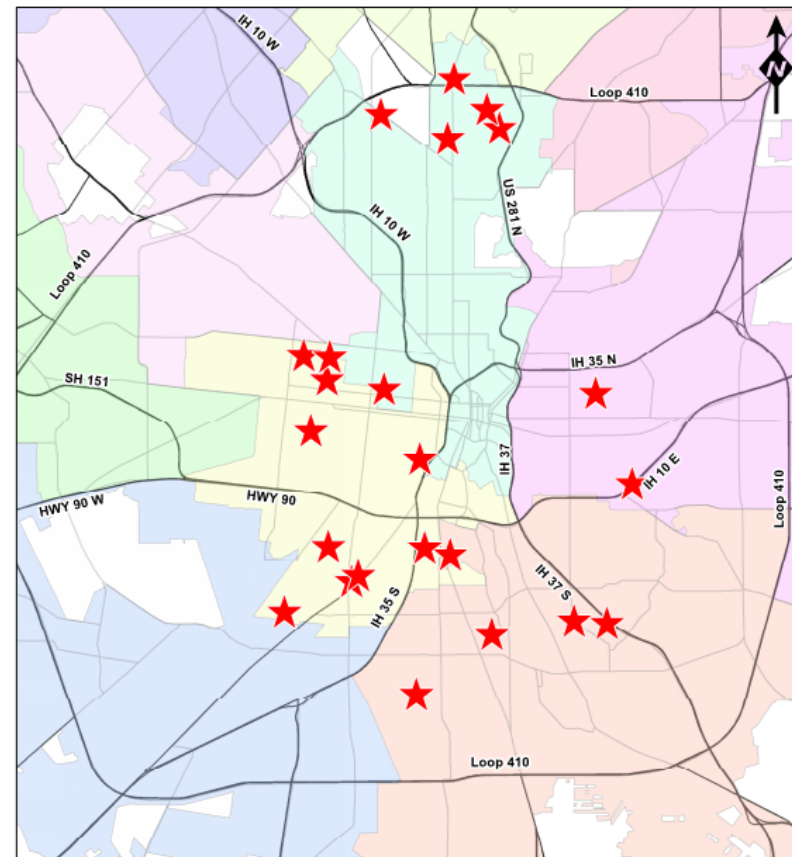 IH 10 W
N
Loop 410
US 281 N
IH 10 W
Loop 410
IH 35 N
SH 151
IH 37
IH 10 E
HWY 90
HWY 90 W
Loop 410
IH 37 S
IH 35 S
Loop 410